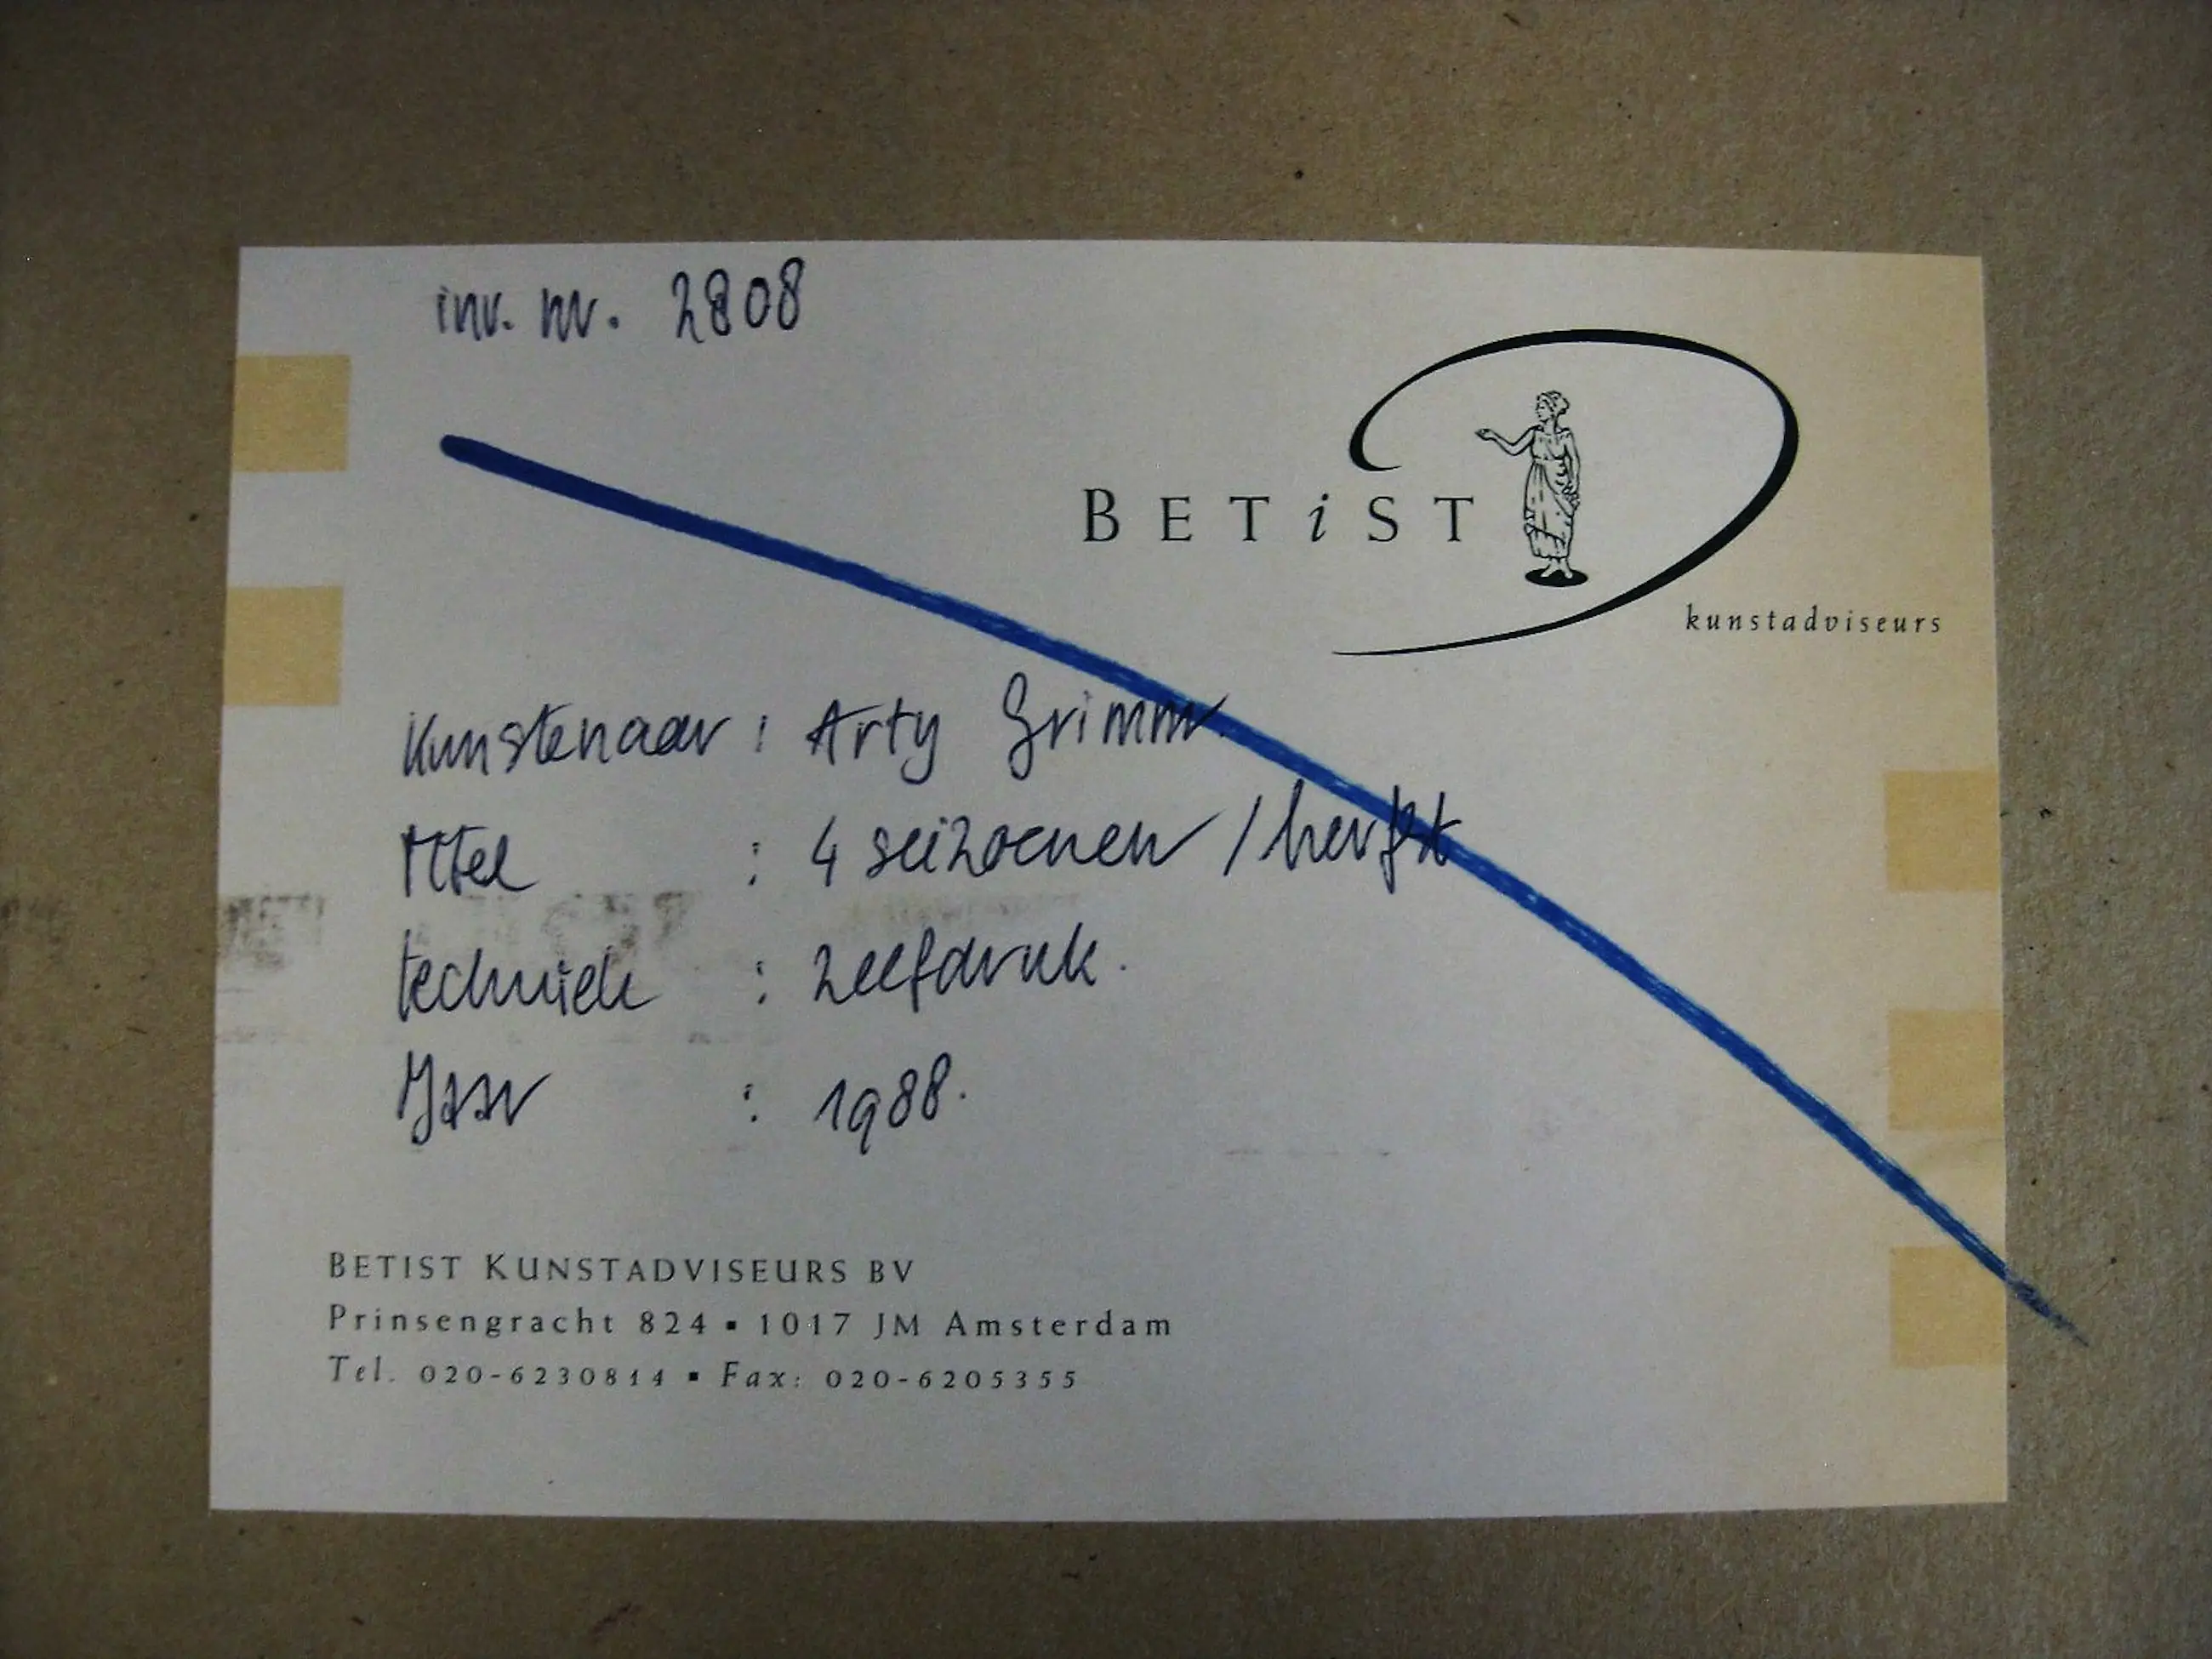 inv. nr. 2808
BETiST
kunstadviseurs
Kunstenaar : Arty Grimm.
titel : 4 seizoenen / herfst
techniek : zeefdruk.
Jaar : 1988.
BETIST KUNSTADVISEURS BV
Prinsengracht 824 ▪ 1017 JM Amsterdam
Tel. 020-6230814 ▪ Fax: 020-6205355